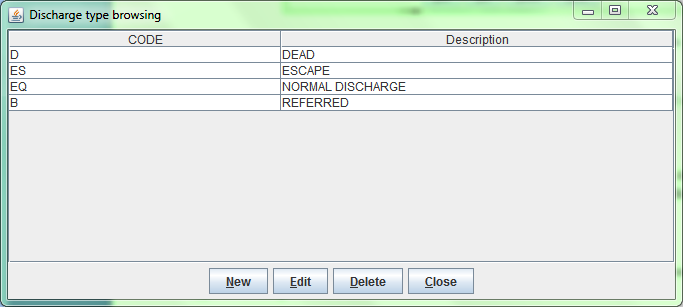 Discharge type browsing
CODE Description
D DEAD
ES ESCAPE
EQ NORMAL DISCHARGE
B REFERRED
New Edit Delete Close